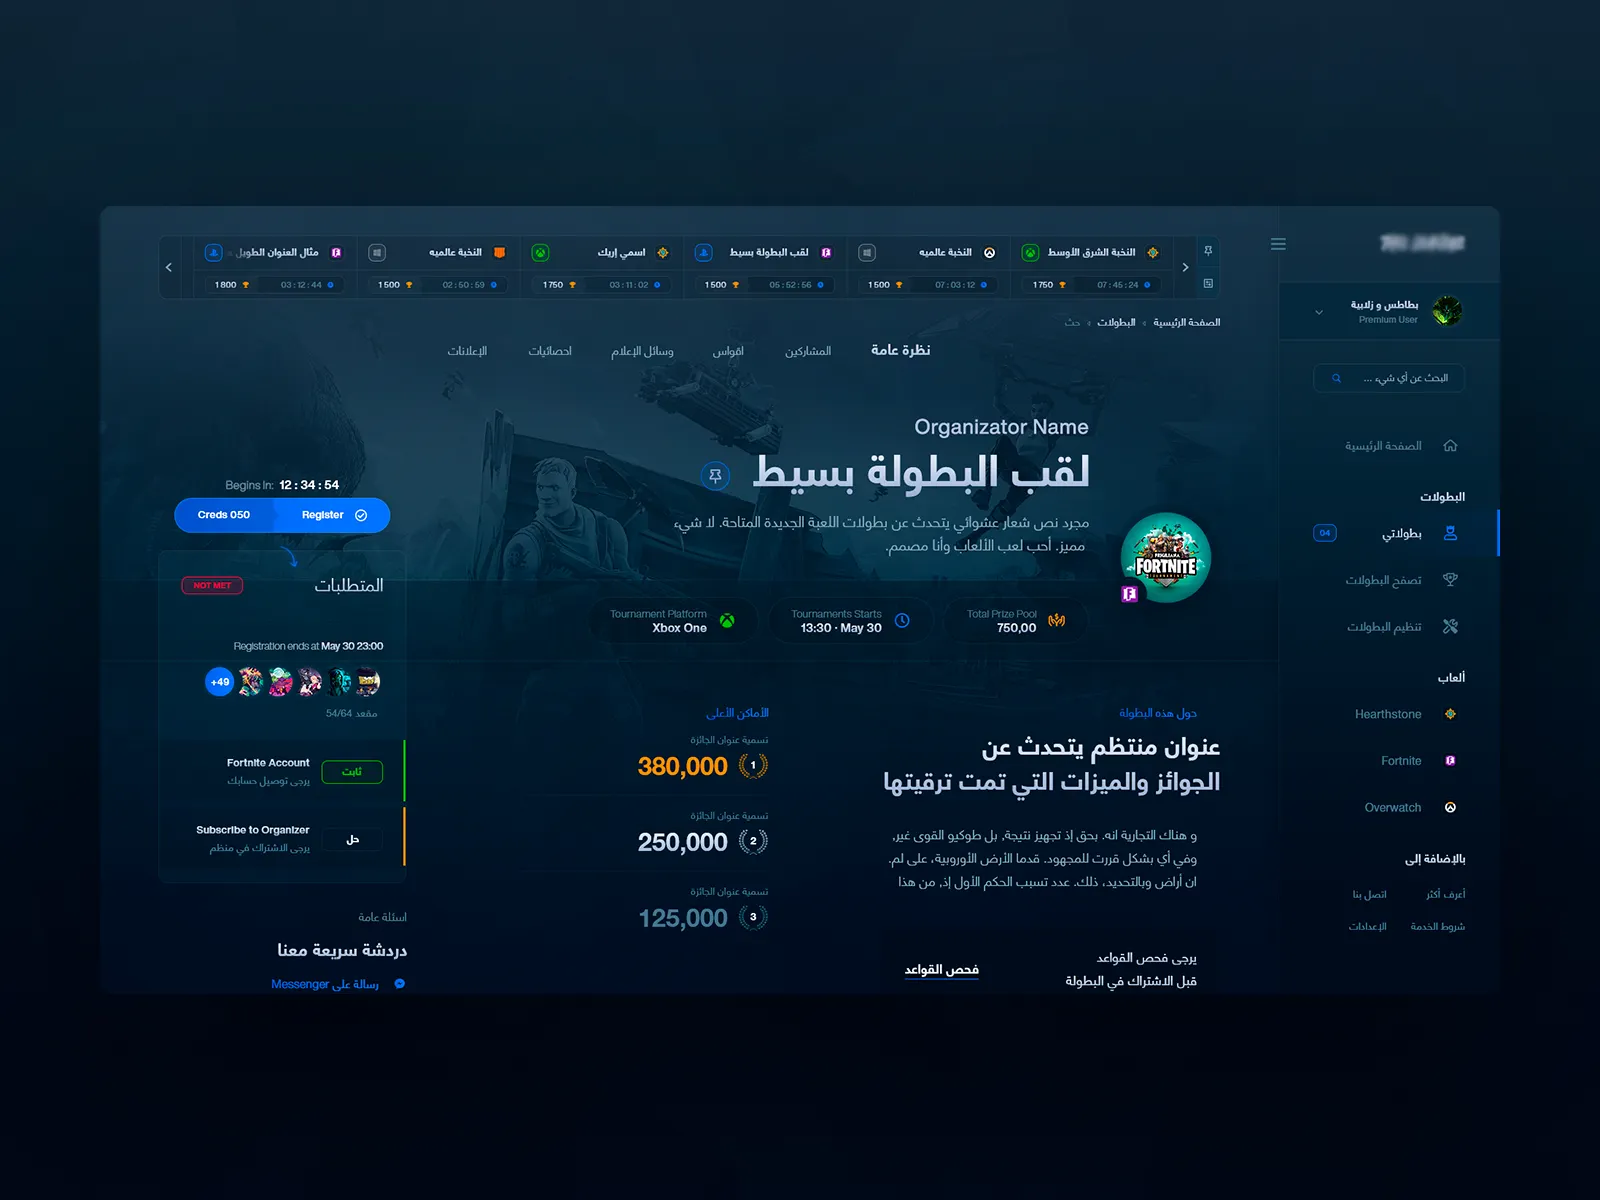 النخبة الشرق الأوسط
07 : 45 : 24
1750
النخبة عالميه
07 : 03 : 12
1500
لقب البطولة بسيط
05 : 52 : 56
1500
اسمي إريك
03 : 11 : 02
1750
النخبة عالميه
02 : 50 : 59
1500
مثال العنوان الطويل
03 : 12 : 44
1800
بطاطس و زلابية
Premium User
البحث عن أي شيء ...
الصفحة الرئيسية
البطولات
بطولاتي
04
تصفح البطولات
تنظيم البطولات
ألعاب
Hearthstone
Fortnite
Overwatch
بالإضافة إلى
أعرف أكثر
اتصل بنا
شروط الخدمة
الإعدادات
الصفحة الرئيسية › البطولات › حث
نظرة عامة
المشاركين
اقواس
وسائل الإعلام
احصائيات
الإعلانات
Organizator Name
لقب البطولة بسيط
مجرد نص شعار عشوائي يتحدث عن بطولات اللعبة الجديدة المتاحة. لا شيء
مميز. أحب لعب الألعاب وأنا مصمم.
FORTNITE
Total Prize Pool
750,00
Tournaments Starts
13:30 · May 30
Tournament Platform
Xbox One
Begins In: 12 : 34 : 54
Creds 050
Register
المتطلبات
NOT MET
Registration ends at May 30 23:00
+49
مقعد 54/64
Fortnite Account
يرجى توصيل حسابك
ثابت
Subscribe to Organizer
يرجى الاشتراك في منظم
حل
اسئلة عامة
دردشة سريعة معنا
رسالة على Messenger
حول هذه البطولة
عنوان منتظم يتحدث عن
الجوائز والميزات التي تمت ترقيتها
و هناك التجارية انه. بحق إذ تجهيز نتيجة, بل طوكيو القوى غير,
وفي أي بشكل قررت للمجهود. قدما الأرض الأوروبية، على لم.
ان أراض وبالتحديد، ذلك. عدد تسبب الحكم الأول إذ, من هذا
يرجى فحص القواعد
قبل الاشتراك في البطولة
فحص القواعد
الأماكن الأعلى
تسمية عنوان الجائزة
1
380,000
تسمية عنوان الجائزة
2
250,000
تسمية عنوان الجائزة
3
125,000